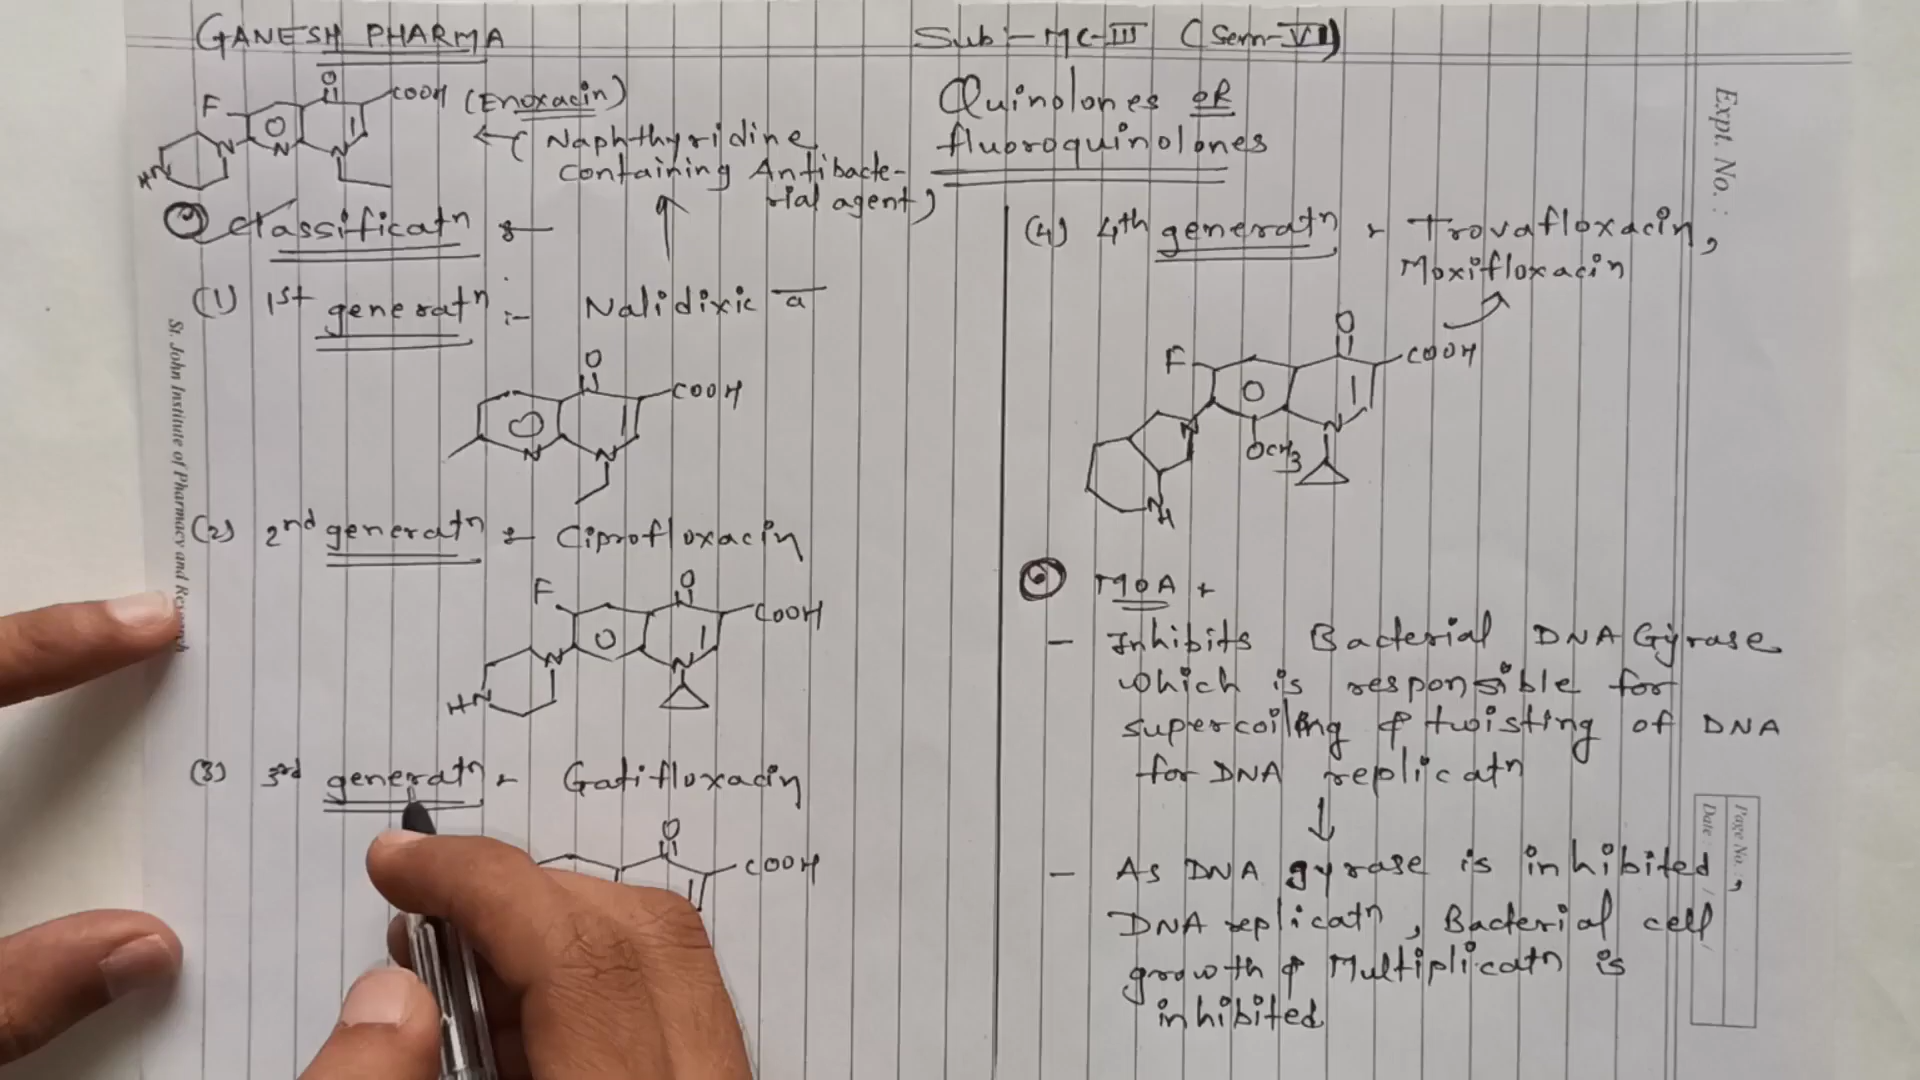 GANESH PHARMA
Sub :- MC-III (Sem-VI)
Quinolones OR
fluoroquinolones
O
F
COOH
(Enoxacin)
O
N
N
N
HN
← (Naphthyridine
containing Antibacte-
rial agent)
Classificatn :-
(1) 1st generatn :- Nalidixic a
O
COOH
N
N
(2) 2nd generatn :- Ciprofloxacin
O
F
COOH
O
N
N
HN
(3) 3rd generatn :- Gatifloxacin
O
COOH
(4) 4th generatn :- Trovafloxacin,
Moxifloxacin
O
F
COOH
O
N
N
OCH3
N
H
MOA :-
- Inhibits Bacterial DNA Gyrase
which is responsible for
supercoiling & twisting of DNA
for DNA replicatn
↓
- As DNA gyrase is inhibited,
DNA replicatn, Bacterial cell
growth & Multiplicatn is
inhibited
Expt. No. :
Page No. :
Date :
St. John Institute of Pharmacy and Research